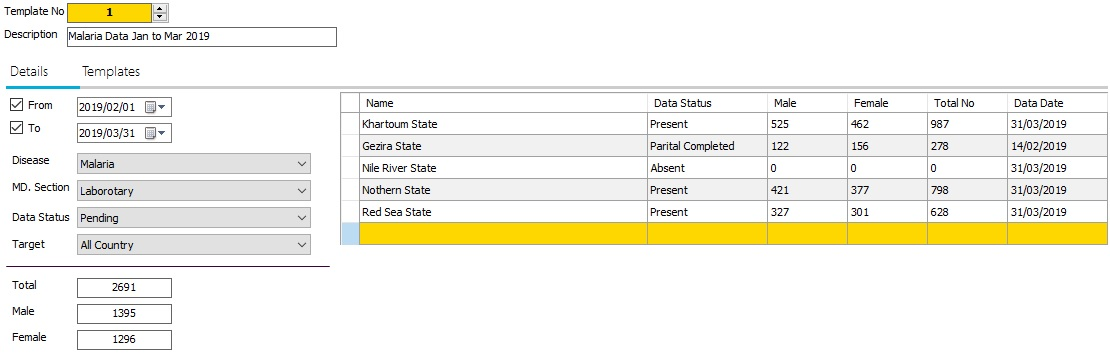 Template No 1
Description Malaria Data Jan to Mar 2019
Details Templates
From 2019/02/01
To 2019/03/31
Disease Malaria
MD. Section Laborotary
Data Status Pending
Target All Country
Total 2691
Male 1395
Female 1296
Name Data Status Male Female Total No Data Date
Khartoum State Present 525 462 987 31/03/2019
Gezira State Parital Completed 122 156 278 14/02/2019
Nile River State Absent 0 0 0 31/03/2019
Nothern State Present 421 377 798 31/03/2019
Red Sea State Present 327 301 628 31/03/2019